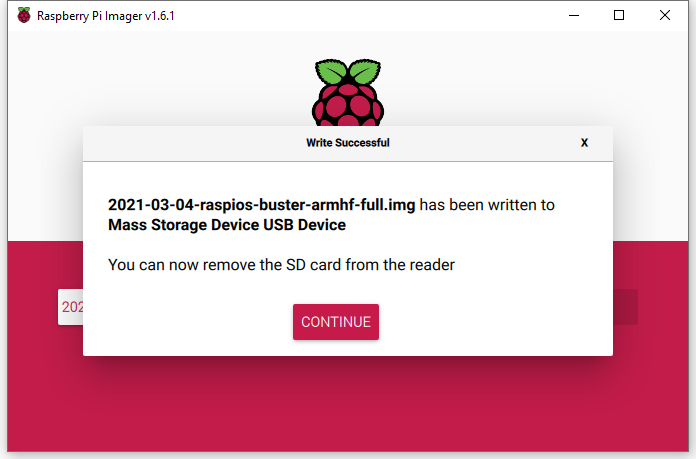 Raspberry Pi Imager v1.6.1
Write Successful X
2021-03-04-raspios-buster-armhf-full.img has been written to
Mass Storage Device USB Device
You can now remove the SD card from the reader
202
CONTINUE